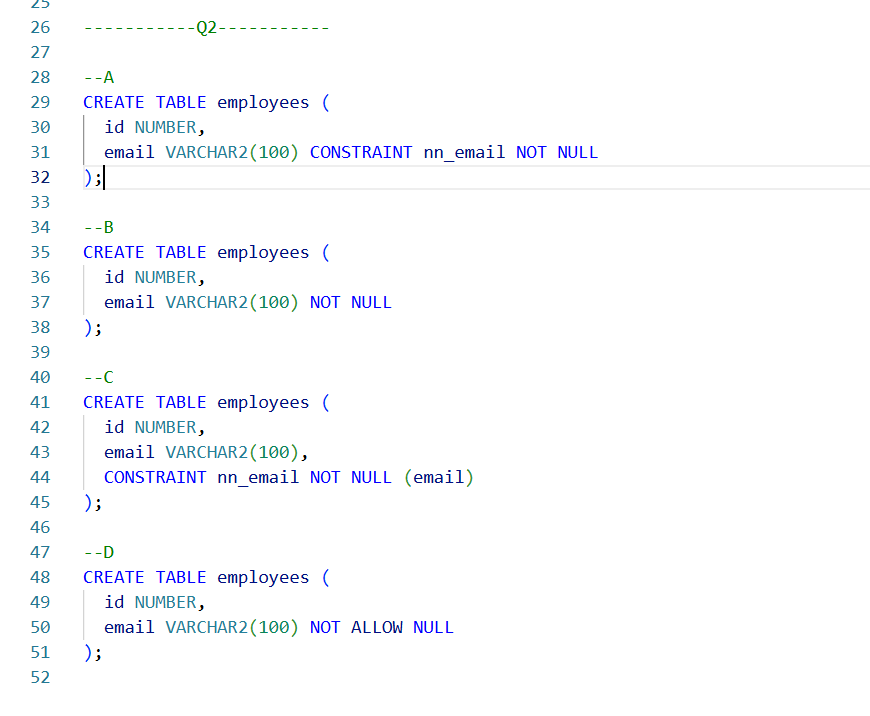 25
26 -----------Q2-----------
27
28 --A
29 CREATE TABLE employees (
30 id NUMBER,
31 email VARCHAR2(100) CONSTRAINT nn_email NOT NULL
32 );
33
34 --B
35 CREATE TABLE employees (
36 id NUMBER,
37 email VARCHAR2(100) NOT NULL
38 );
39
40 --C
41 CREATE TABLE employees (
42 id NUMBER,
43 email VARCHAR2(100),
44 CONSTRAINT nn_email NOT NULL (email)
45 );
46
47 --D
48 CREATE TABLE employees (
49 id NUMBER,
50 email VARCHAR2(100) NOT ALLOW NULL
51 );
52